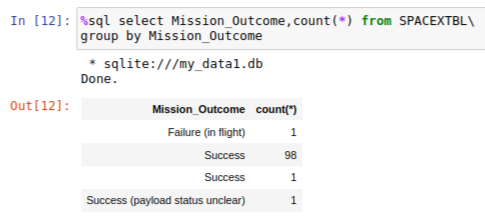 In [12]: %sql select Mission_Outcome,count(*) from SPACEXTBL\
group by Mission_Outcome
* sqlite:///my_data1.db
Done.
Out[12]:
Mission_Outcome count(*)
Failure (in flight) 1
Success 98
Success 1
Success (payload status unclear) 1